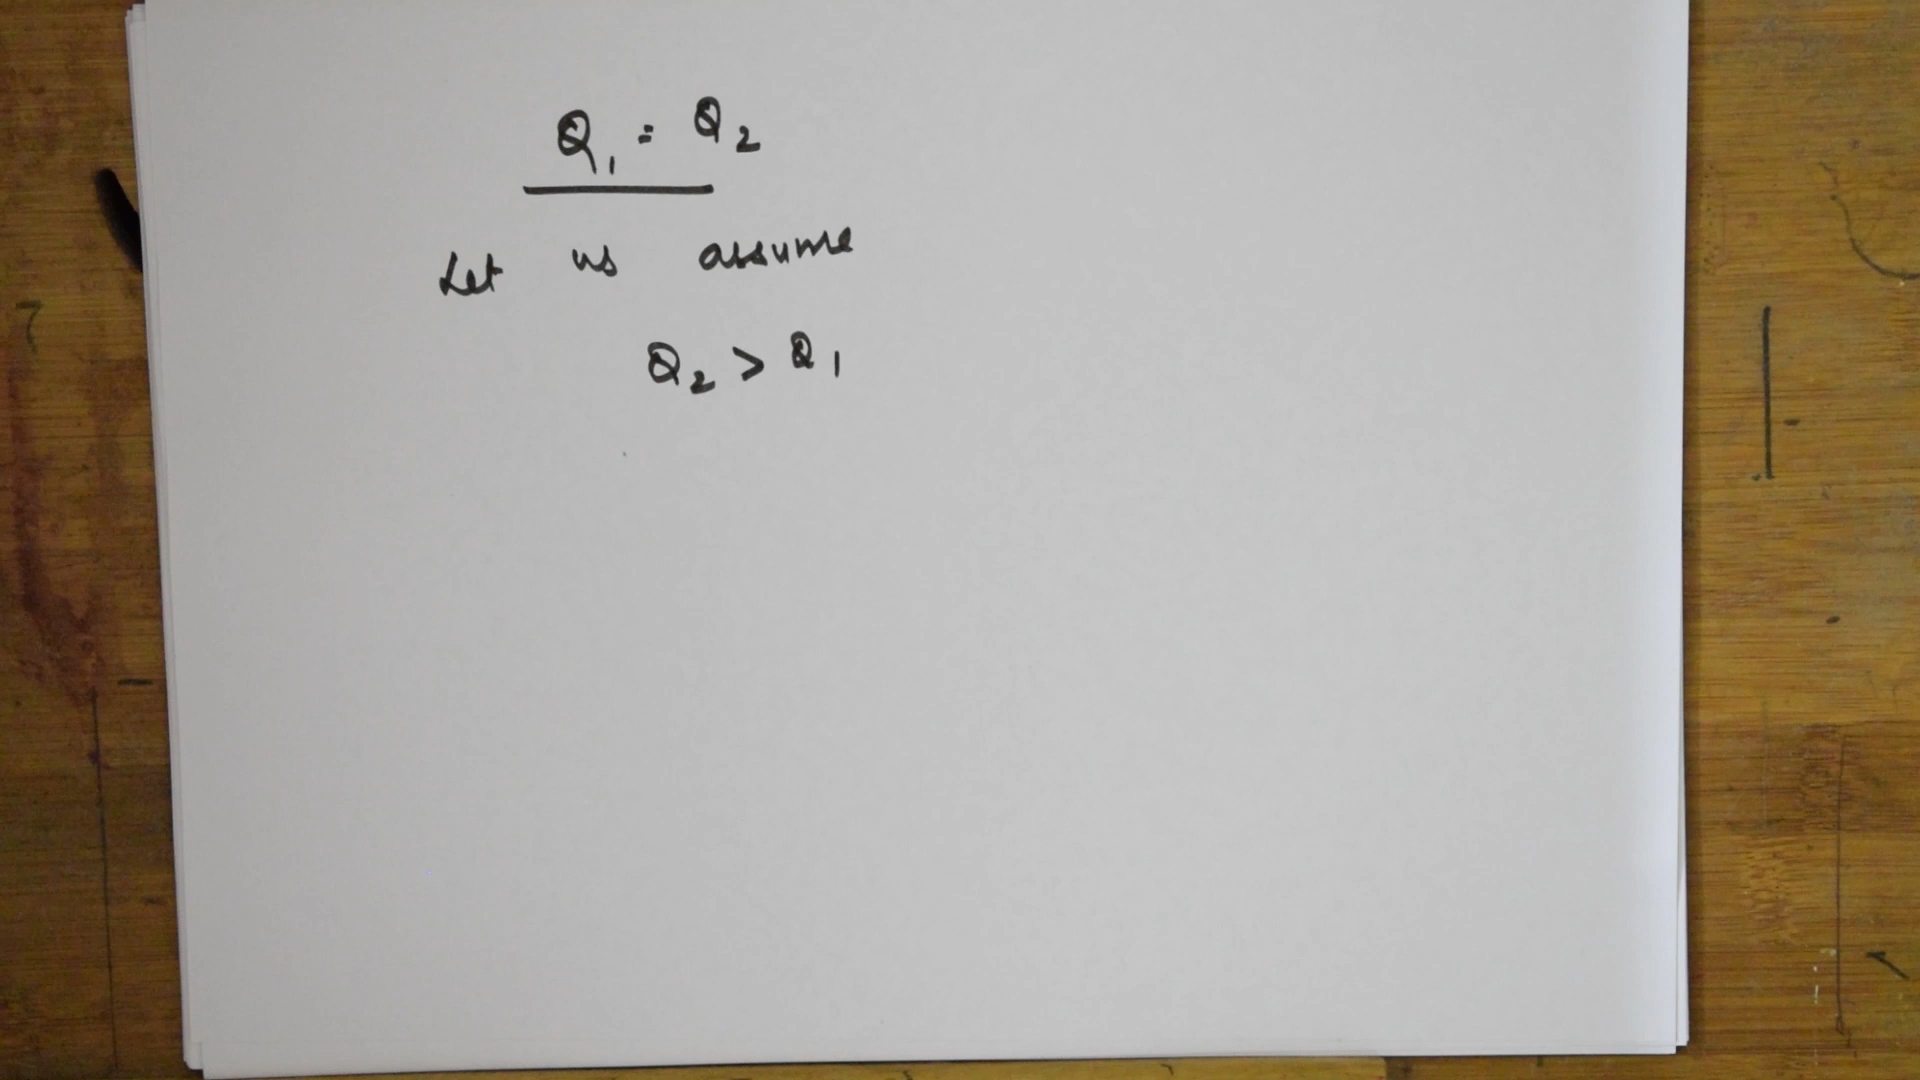 Q₁ = Q₂
Let us assume
Q₂ > Q₁